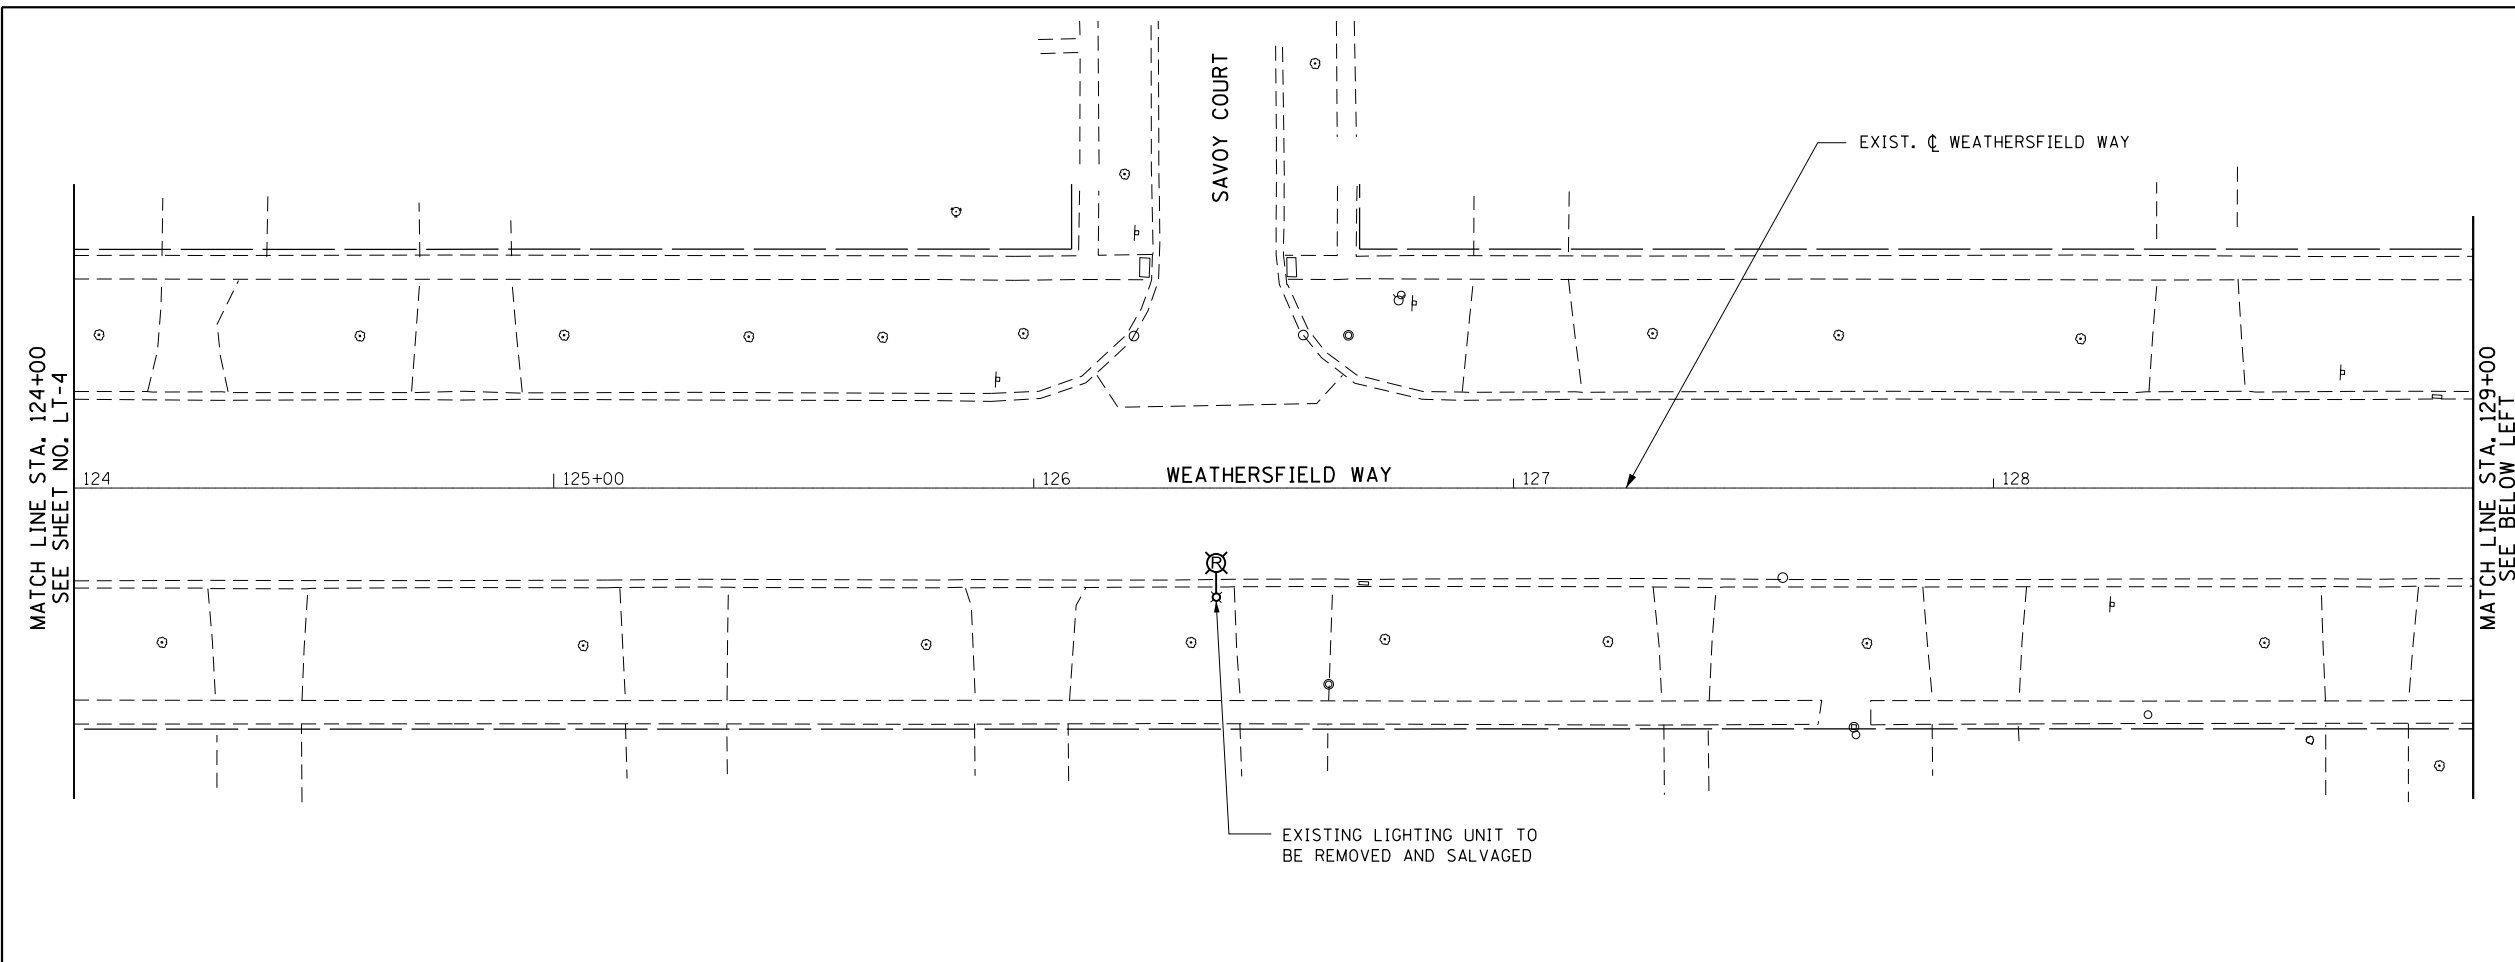 SAVOY COURT
EXIST. ℄ WEATHERSFIELD WAY
MATCH LINE STA. 124+00
SEE SHEET NO. LT-4
124
125+00
126
WEATHERSFIELD WAY
127
128
MATCH LINE STA. 129+00
SEE BELOW LEFT
R
EXISTING LIGHTING UNIT TO
BE REMOVED AND SALVAGED